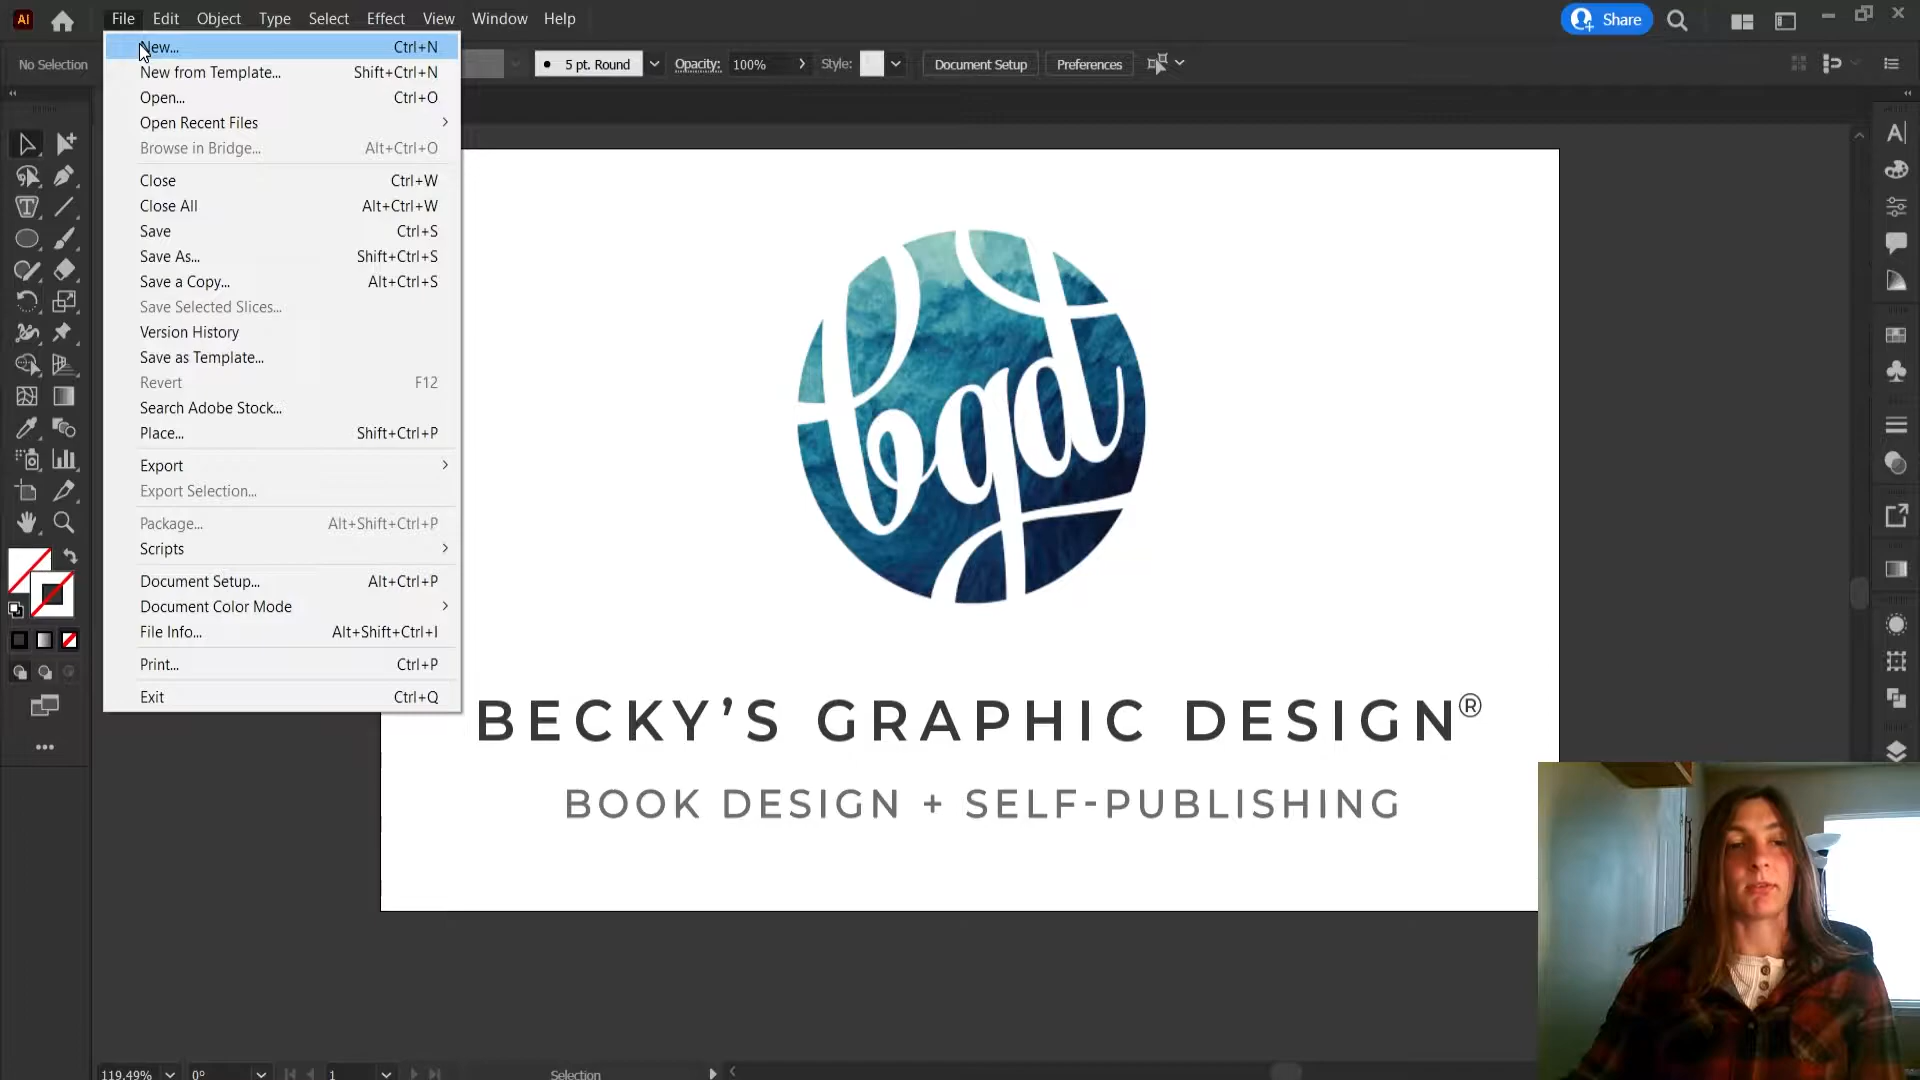 Ai File Edit Object Type Select Effect View Window Help Share
No Selection 5 pt. Round Opacity: 100% Style: Document Setup Preferences
New... Ctrl+N
New from Template... Shift+Ctrl+N
Open... Ctrl+O
Open Recent Files
Browse in Bridge... Alt+Ctrl+O
Close Ctrl+W
Close All Alt+Ctrl+W
Save Ctrl+S
Save As... Shift+Ctrl+S
Save a Copy... Alt+Ctrl+S
Save Selected Slices...
Version History
Save as Template...
Revert F12
Search Adobe Stock...
Place... Shift+Ctrl+P
Export
Export Selection...
Package... Alt+Shift+Ctrl+P
Scripts
Document Setup... Alt+Ctrl+P
Document Color Mode
File Info... Alt+Shift+Ctrl+I
Print... Ctrl+P
Exit Ctrl+Q
bgd
BECKY’S GRAPHIC DESIGN®
BOOK DESIGN + SELF-PUBLISHING
119.49% 0° 1 Selection